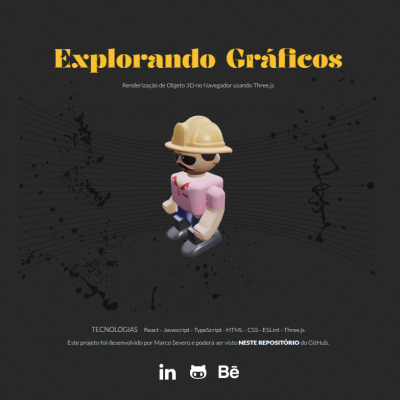 Explorando Gráficos
Renderização de Objeto 3D no Navegador usando Three.js
TECNOLOGIAS React - Javascript - TypeScript - HTML - CSS - ESLint - Three.js
Este projeto foi desenvolvido por Marco Severo e poderá ser visto NESTE REPOSITÓRIO do GitHub.
in Bē